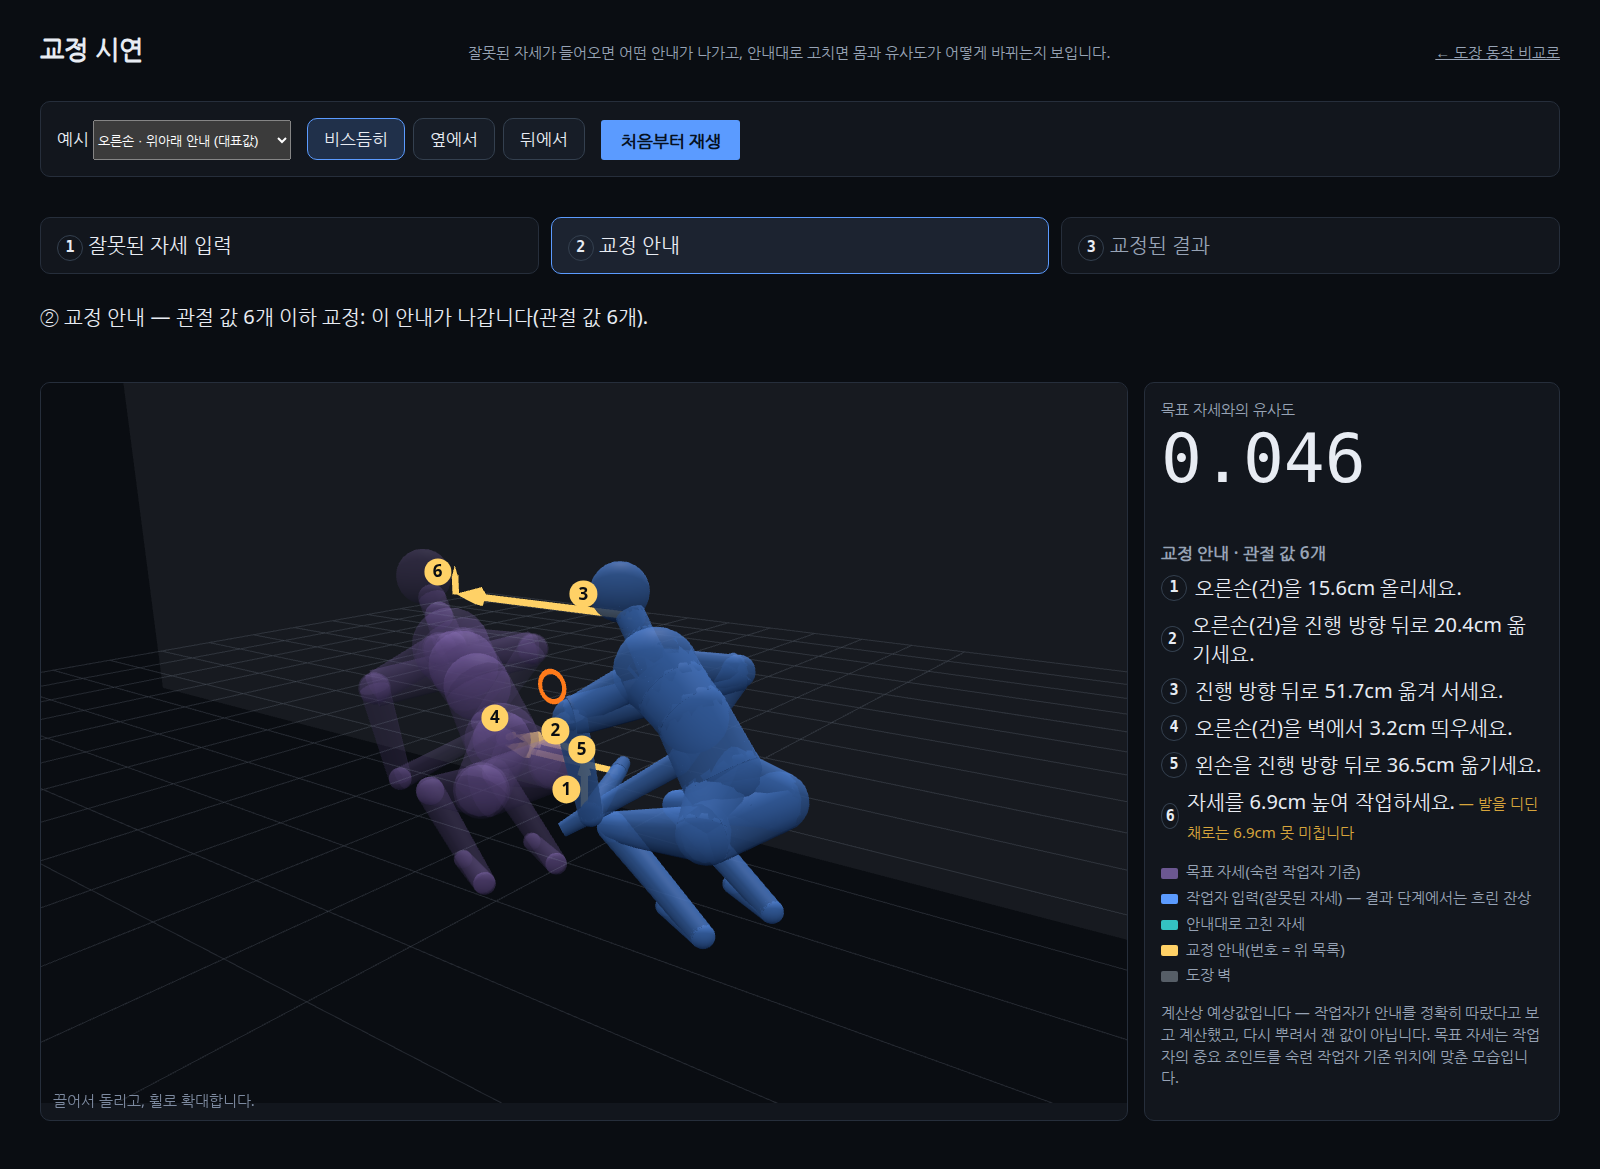 교정 시연
잘못된 자세가 들어오면 어떤 안내가 나가고, 안내대로 고치면 몸과 유사도가 어떻게 바뀌는지 보입니다.
← 도장 동작 비교로
예시 오른손 · 위아래 안내 (대표값) 비스듬히 옆에서 뒤에서 처음부터 재생
1 잘못된 자세 입력
2 교정 안내
3 교정된 결과
② 교정 안내 — 관절 값 6개 이하 교정: 이 안내가 나갑니다(관절 값 6개).
6
3
4
2
5
1
끌어서 돌리고, 휠로 확대합니다.
목표 자세와의 유사도
0.046
교정 안내 · 관절 값 6개
1 오른손(건)을 15.6cm 올리세요.
2 오른손(건)을 진행 방향 뒤로 20.4cm 옮
기세요.
3 진행 방향 뒤로 51.7cm 옮겨 서세요.
4 오른손(건)을 벽에서 3.2cm 띄우세요.
5 왼손을 진행 방향 뒤로 36.5cm 옮기세요.
6 자세를 6.9cm 높여 작업하세요. — 발을 디딘
채로는 6.9cm 못 미칩니다
목표 자세(숙련 작업자 기준)
작업자 입력(잘못된 자세) — 결과 단계에서는 흐린 잔상
안내대로 고친 자세
교정 안내(번호 = 위 목록)
도장 벽
계산상 예상값입니다 — 작업자가 안내를 정확히 따랐다고 보
고 계산했고, 다시 뿌려서 잰 값이 아닙니다. 목표 자세는 작업
자의 중요 조인트를 숙련 작업자 기준 위치에 맞춘 모습입니
다.